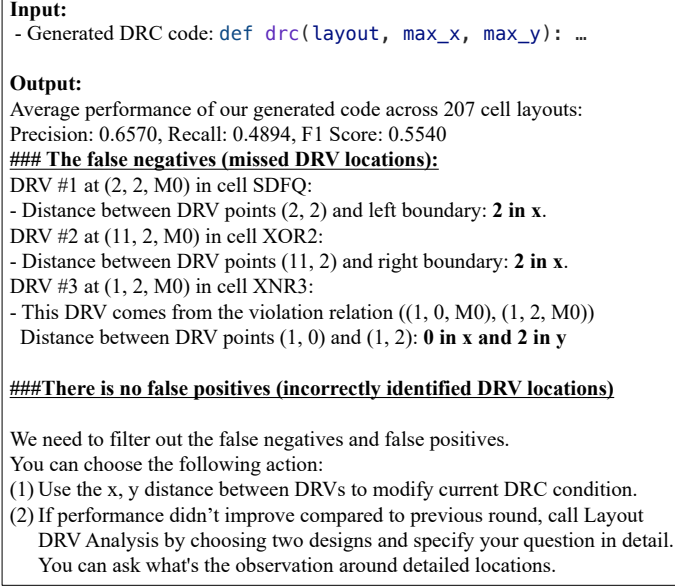 Input:
- Generated DRC code: def drc(layout, max_x, max_y): …
Output:
Average performance of our generated code across 207 cell layouts:
Precision: 0.6570, Recall: 0.4894, F1 Score: 0.5540
### The false negatives (missed DRV locations):
DRV #1 at (2, 2, M0) in cell SDFQ:
- Distance between DRV points (2, 2) and left boundary: 2 in x.
DRV #2 at (11, 2, M0) in cell XOR2:
- Distance between DRV points (11, 2) and right boundary: 2 in x.
DRV #3 at (1, 2, M0) in cell XNR3:
- This DRV comes from the violation relation ((1, 0, M0), (1, 2, M0))
Distance between DRV points (1, 0) and (1, 2): 0 in x and 2 in y
###There is no false positives (incorrectly identified DRV locations)
We need to filter out the false negatives and false positives.
You can choose the following action:
(1) Use the x, y distance between DRVs to modify current DRC condition.
(2) If performance didn't improve compared to previous round, call Layout
DRV Analysis by choosing two designs and specify your question in detail.
You can ask what's the observation around detailed locations.